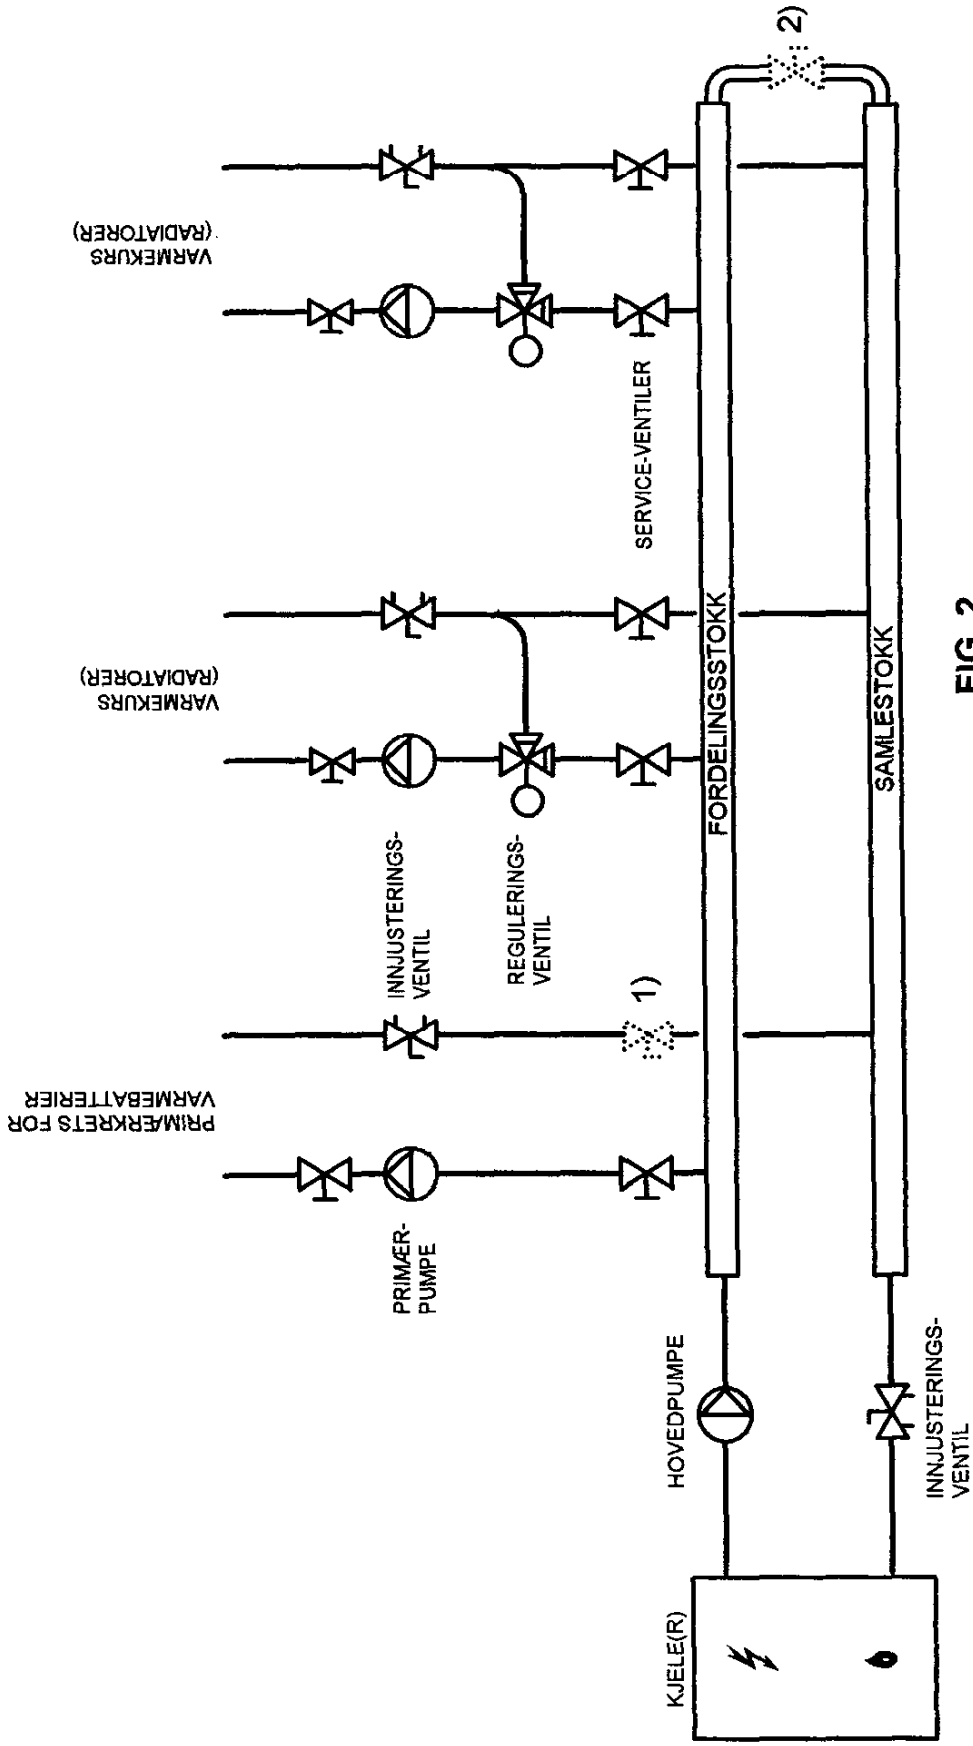 PRIMÆRKRETS FOR
VARMEBATTERIER
VARMEKURS
(RADIATORER)
VARMEKURS
(RADIATORER)
PRIMÆR-
PUMPE
INNJUSTERINGS-
VENTIL
REGULERINGS-
VENTIL
1)
SERVICE-VENTILER
2)
KJELE(R)
HOVEDPUMPE
FORDELINGSSTOKK
SAMLESTOKK
INNJUSTERINGS-
VENTIL
FIG. 2